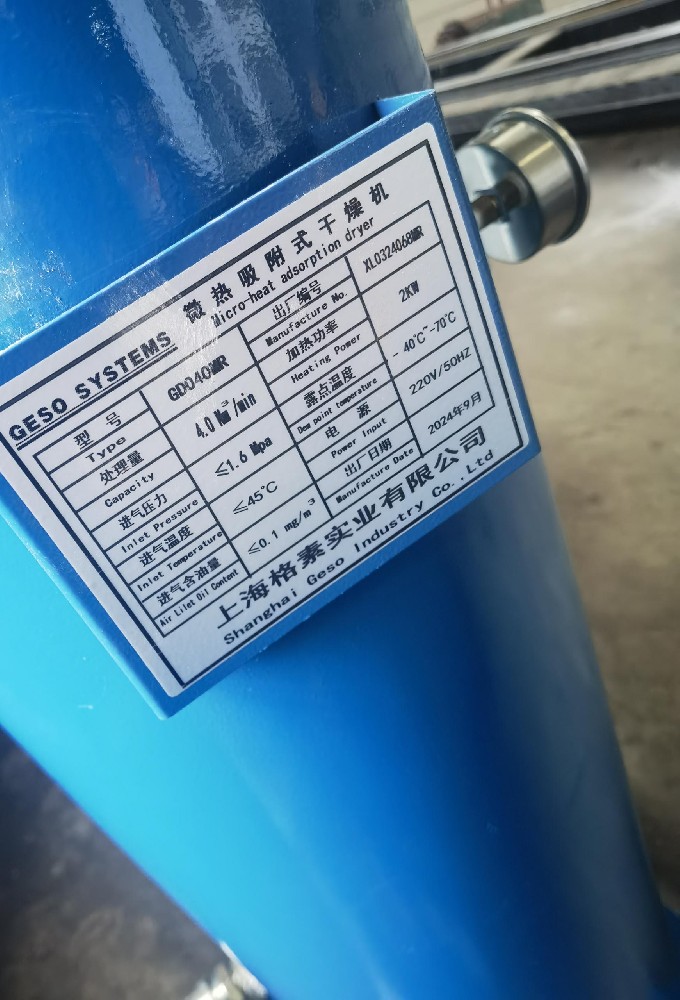 GESO SYSTEMS 微热吸附式干燥机
Micro-heat adsorption dryer
型 号 GD040MR 出厂编号 XL0324068MR
Type Manufacture No.
处理量 4.0 Nm³/min 加热功率 2KW
Capacity Heating Power
进气压力 ≤1.6 Mpa 露点温度 -40℃~-70℃
Inlet Pressure Dem point temperature
进气温度 ≤45℃ 电 源 220V/50HZ
Inlet Temperature Power Input
进气含油量 ≤0.1 mg/m³ 出厂日期 2024年9月
Air Lilet Oil Content Manufacture Date
上海格素实业有限公司
Shanghai Geso Industry Co.,Ltd